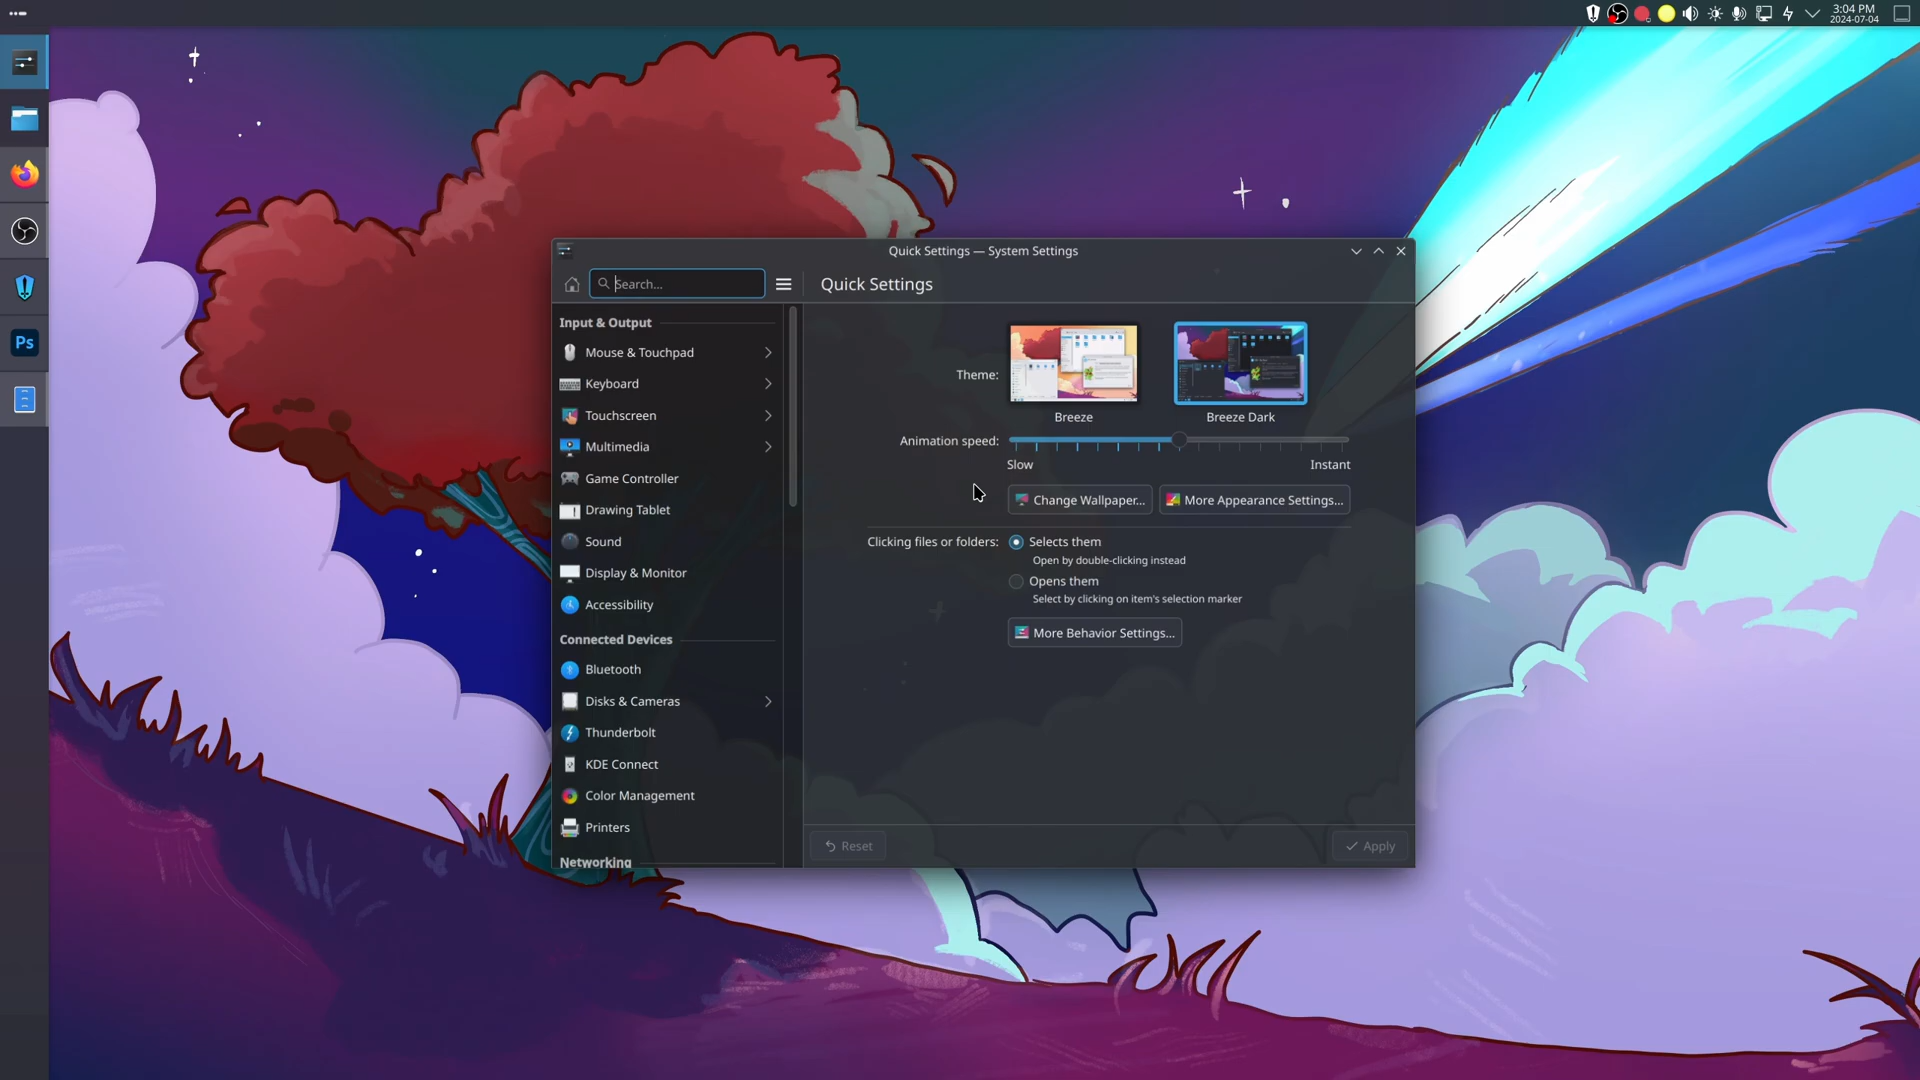 3:04 PM
2024-07-04
Ps
Quick Settings — System Settings
Search...
Quick Settings
Input & Output
Mouse & Touchpad
Keyboard
Touchscreen
Multimedia
Game Controller
Drawing Tablet
Sound
Display & Monitor
Accessibility
Connected Devices
Bluetooth
Disks & Cameras
Thunderbolt
KDE Connect
Color Management
Printers
Networking
Theme:
Breeze
Breeze Dark
Animation speed:
Slow
Instant
Change Wallpaper...
More Appearance Settings...
Clicking files or folders:
Selects them
Open by double-clicking instead
Opens them
Select by clicking on item's selection marker
More Behavior Settings...
Reset
Apply